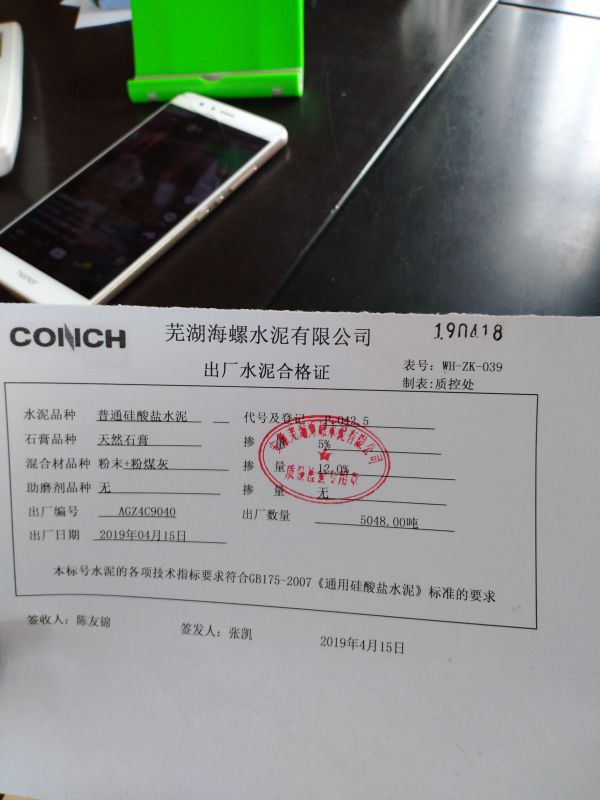 honor
CONCH 芜湖海螺水泥有限公司 190418
出厂水泥合格证 表号：WH-ZK-039
制表：质控处
水泥品种 普通硅酸盐水泥 代号及登记 P.O42.5
石膏品种 天然石膏 掺 量 5%
混合材品种 粉末+粉煤灰 掺 量 12.0%
助磨剂品种 无 掺 量 无
出厂编号 AGZ4C9040 出厂数量 5048.00吨
出厂日期 2019年04月15日
本标号水泥的各项技术指标要求符合GB175-2007《通用硅酸盐水泥》标准的要求
签收人：陈友锦 签发人：张凯 2019年4月15日